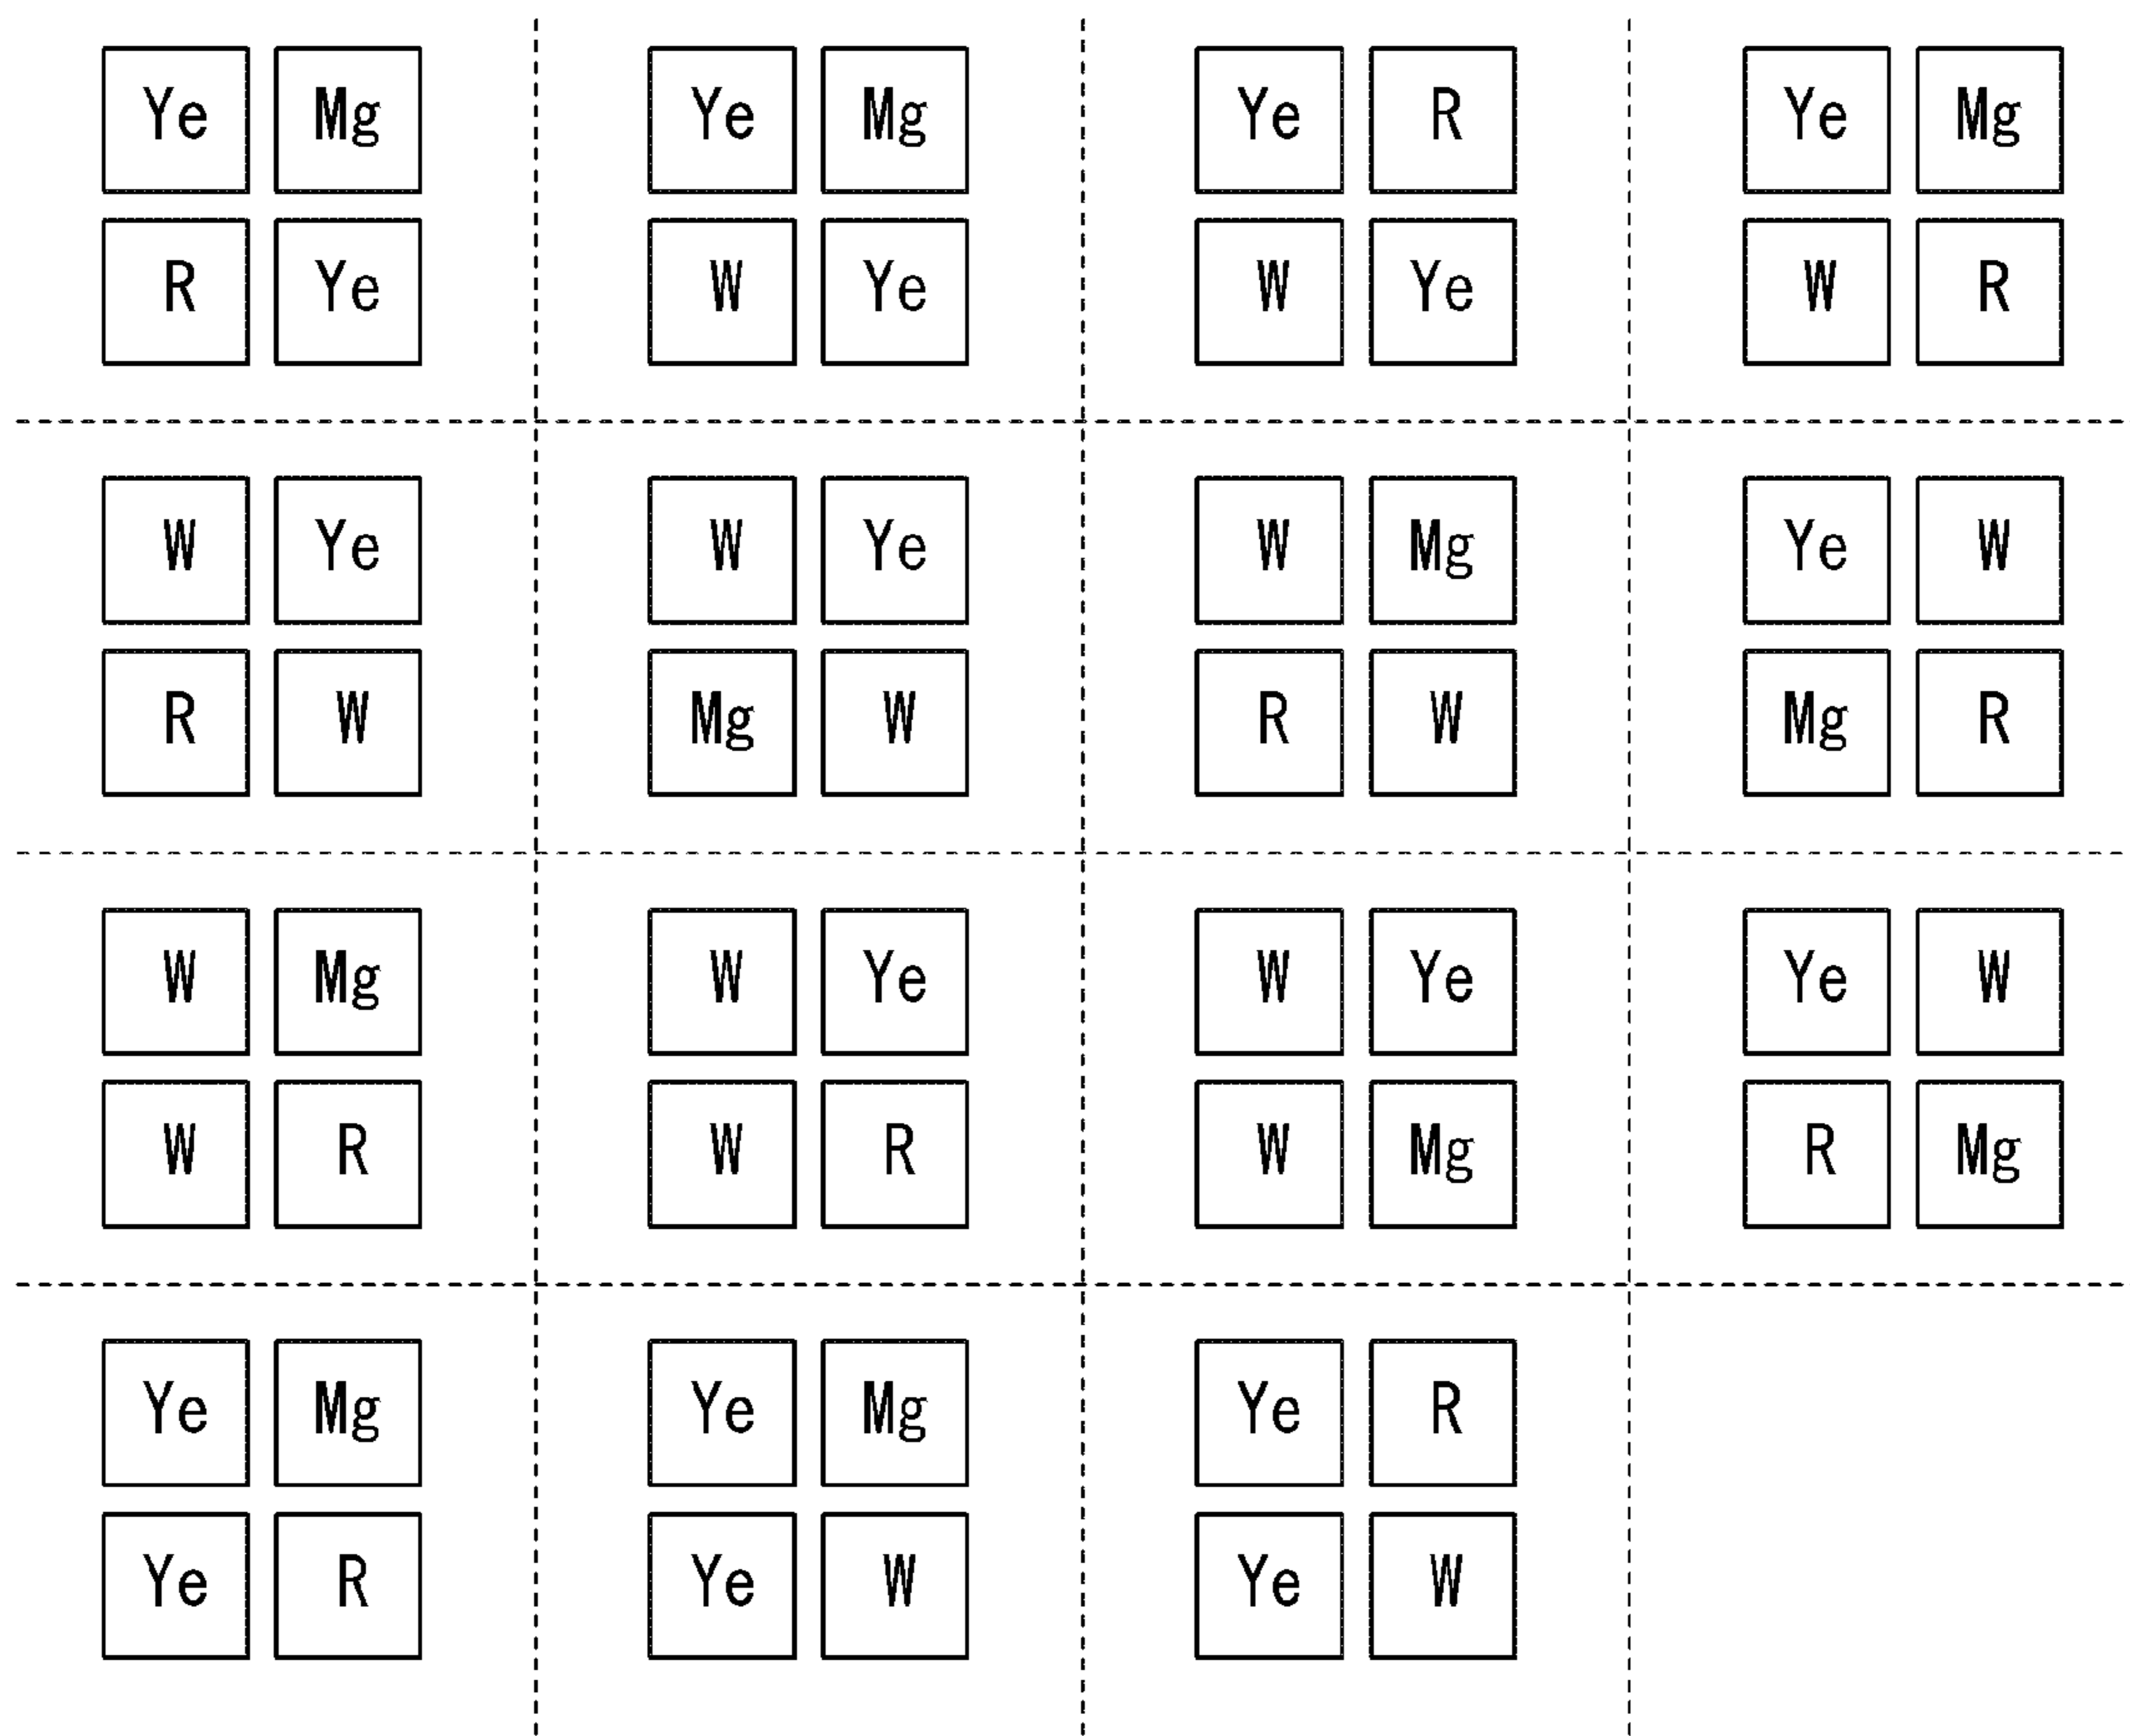 Ye Mg Ye Mg Ye R Ye Mg
R Ye W Ye W Ye W R
W Ye W Ye W Mg Ye W
R W Mg W R W Mg R
W Mg W Ye W Ye Ye W
W R W R W Mg R Mg
Ye Mg Ye Mg Ye R
Ye R Ye W Ye W